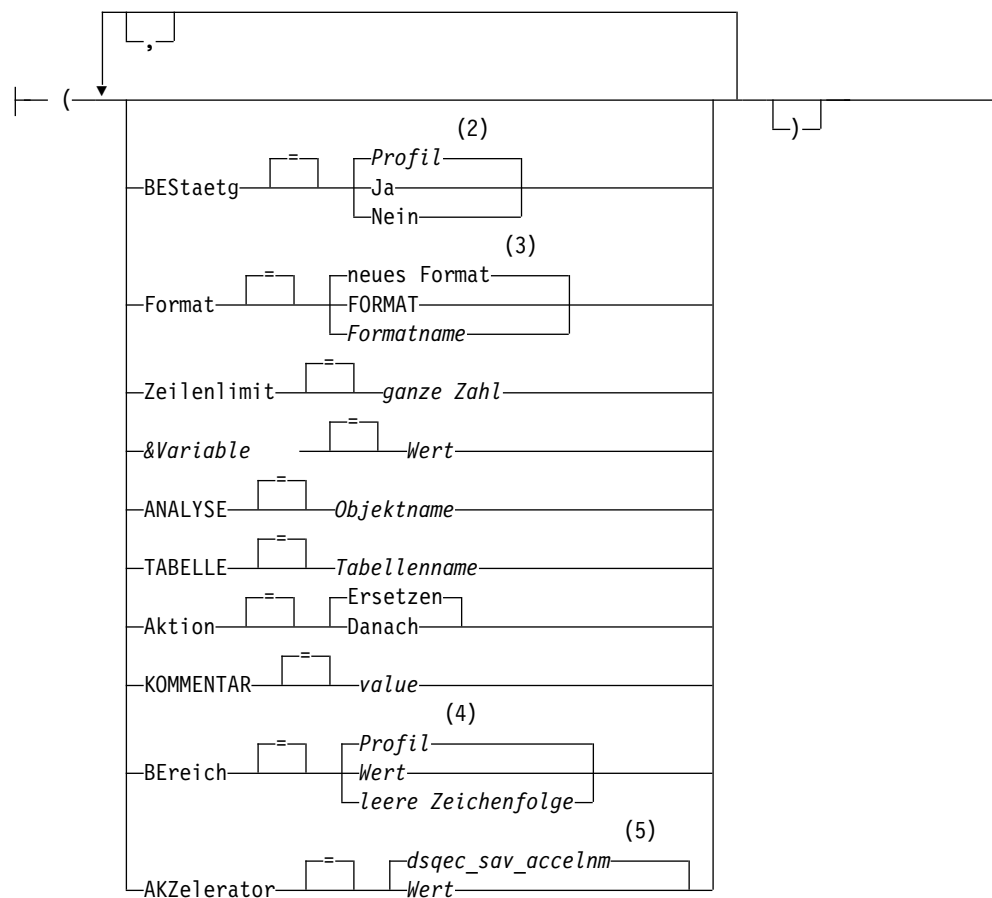 ,
(
)
(2)
= Profil
BEStaetg Ja
Nein
(3)
= neues Format
Format FORMAT
Formatname
=
Zeilenlimit ganze Zahl
=
&Variable Wert
=
ANALYSE Objektname
=
TABELLE Tabellenname
= Ersetzen
Aktion Danach
=
KOMMENTAR value
(4)
= Profil
BEreich Wert
leere Zeichenfolge
(5)
= dsqec_sav_accelnm
AKZelerator Wert